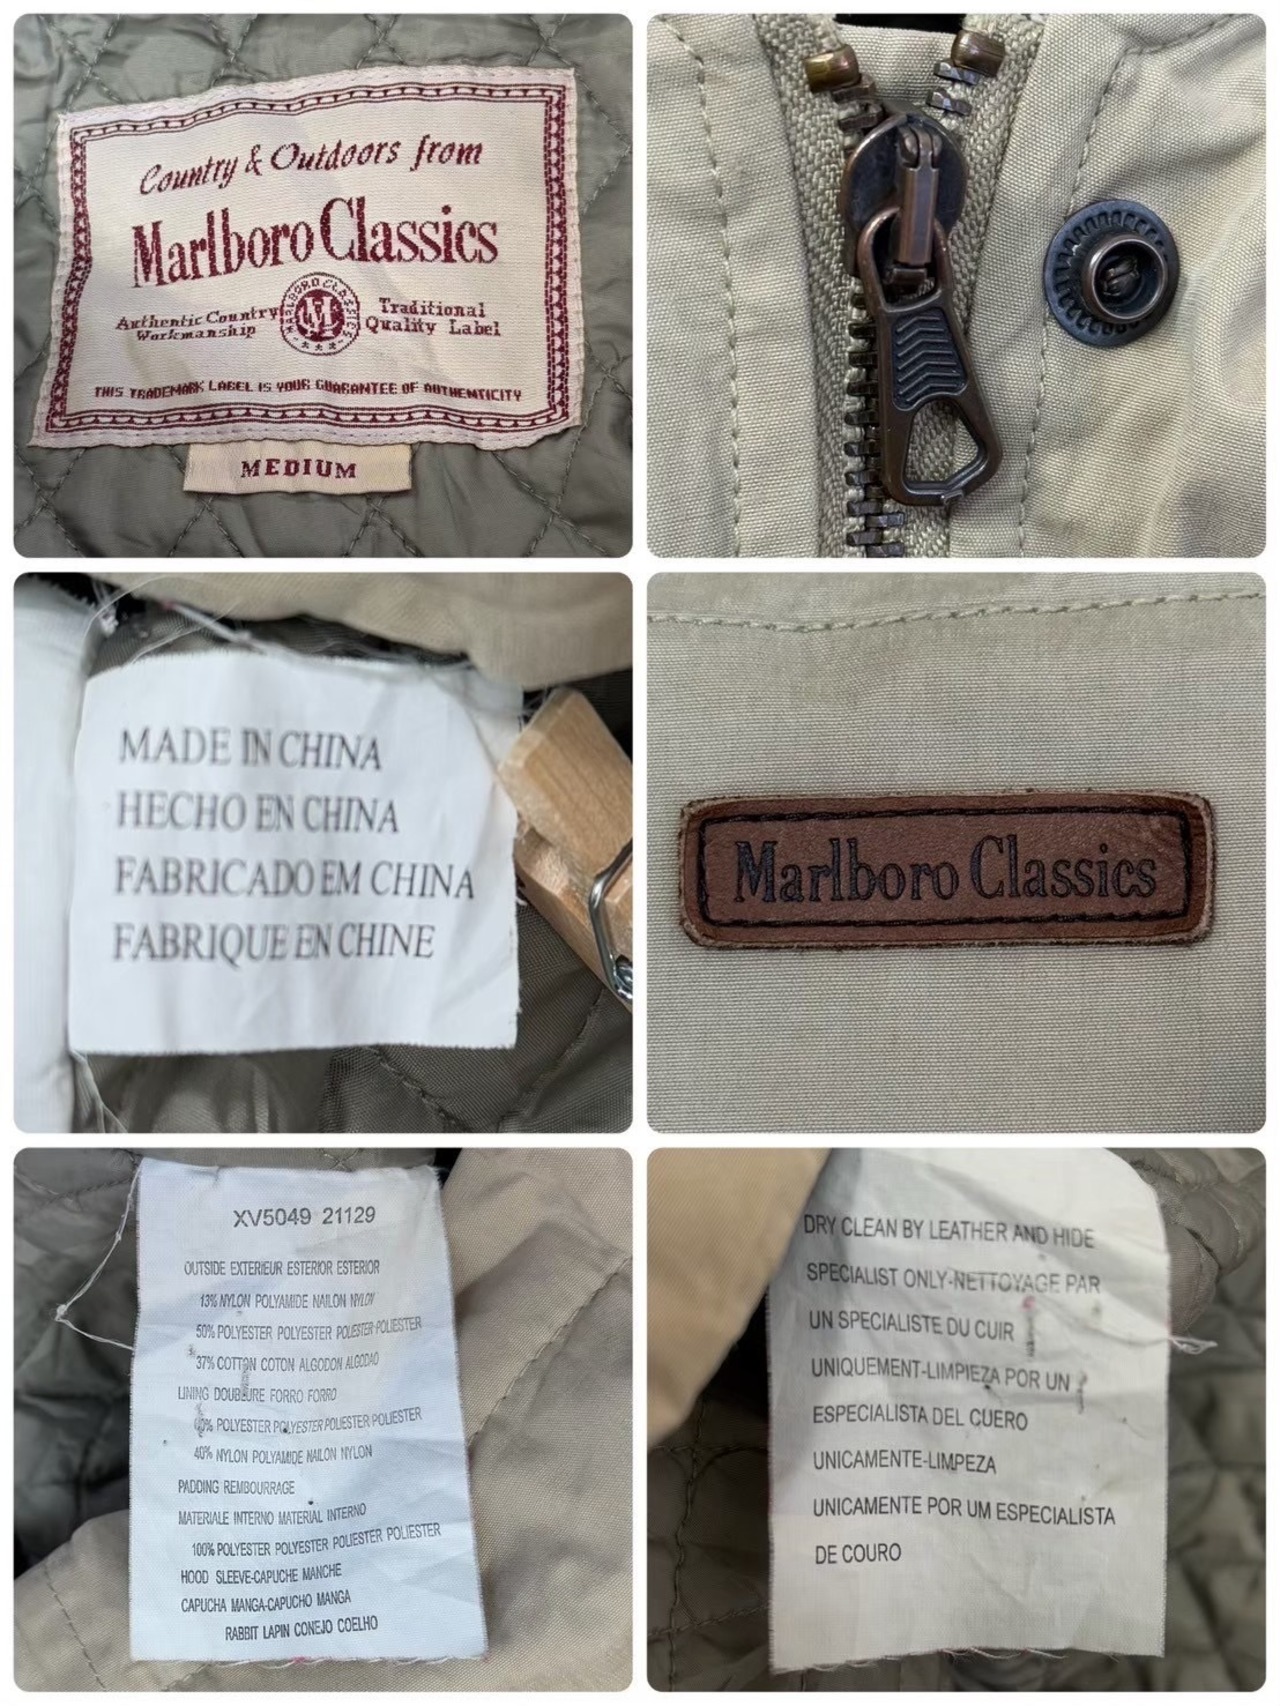 Country & Outdoors from
Marlboro Classics
Authentic Country Workmanship
MARLBORO CLASSICS
MC
Traditional Quality Label
THIS TRADEMARK LABEL IS YOUR GUARANTEE OF AUTHENTICITY
MEDIUM
MADE IN CHINA
HECHO EN CHINA
FABRICADO EM CHINA
FABRIQUE EN CHINE
Marlboro Classics
XV5049 21129
OUTSIDE EXTERIEUR ESTERIOR ESTERIOR
13% NYLON POLYAMIDE NAILON NYLON
50% POLYESTER POLYESTER POLIESTER-POLIESTER
37% COTTON COTON ALGODON ALGODAO
LINING DOUBLURE FORRO FORRO
60% POLYESTER POLYESTER POLIESTER POLIESTER
40% NYLON POLYAMIDE NAILON NYLON
PADDING REMBOURRAGE
MATERIALE INTERNO MATERIAL INTERNO
100% POLYESTER POLYESTER POLIESTER POLIESTER
HOOD SLEEVE-CAPUCHE MANCHE
CAPUCHA MANGA-CAPUCHO MANGA
RABBIT LAPIN CONEJO COELHO
DRY CLEAN BY LEATHER AND HIDE
SPECIALIST ONLY-NETTOYAGE PAR
UN SPECIALISTE DU CUIR
UNIQUEMENT-LIMPIEZA POR UN
ESPECIALISTA DEL CUERO
UNICAMENTE-LIMPEZA
UNICAMENTE POR UM ESPECIALISTA
DE COURO